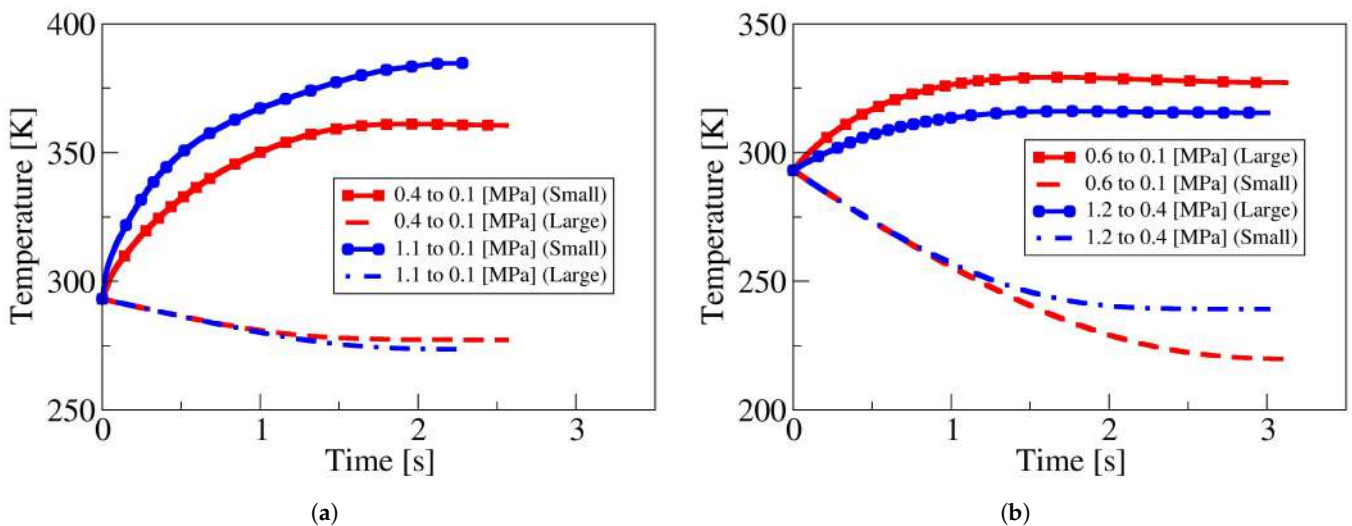 400
350
300
250
Temperature [K]
0.4 to 0.1 [MPa] (Small)
0.4 to 0.1 [MPa] (Large)
1.1 to 0.1 [MPa] (Small)
1.1 to 0.1 [MPa] (Large)
0 1 2 3
Time [s]
(a)
350
300
250
200
Temperature [K]
0.6 to 0.1 [MPa] (Large)
0.6 to 0.1 [MPa] (Small)
1.2 to 0.4 [MPa] (Large)
1.2 to 0.4 [MPa] (Small)
0 1 2 3
Time [s]
(b)